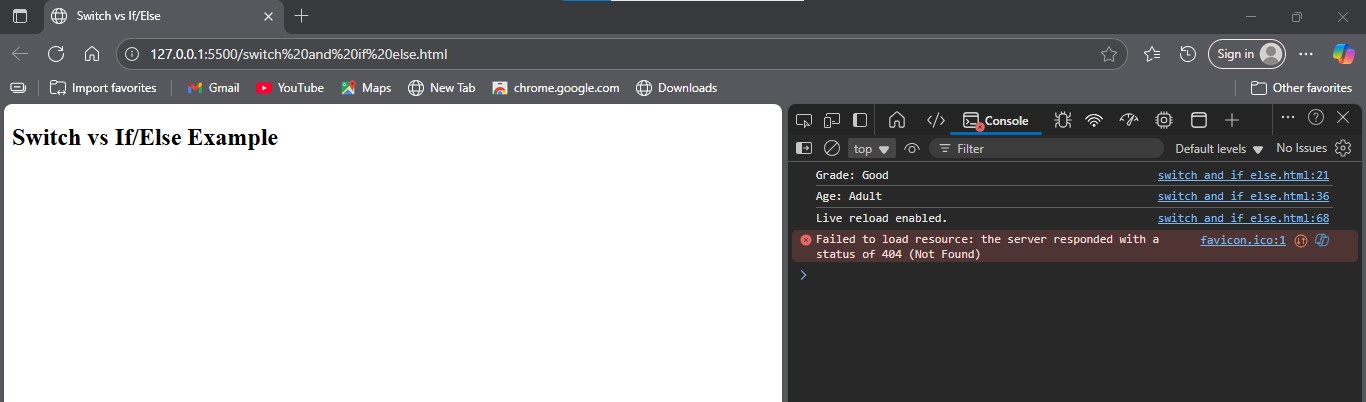 Switch vs If/Else
127.0.0.1:5500/switch%20and%20if%20else.html
Sign in
Import favorites
Gmail
YouTube
Maps
New Tab
chrome.google.com
Downloads
Other favorites
Switch vs If/Else Example
Console
top
Filter
Default levels
No Issues
Grade: Good switch and if else.html:21
Age: Adult switch and if else.html:36
Live reload enabled. switch and if else.html:68
Failed to load resource: the server responded with a favicon.ico:1
status of 404 (Not Found)